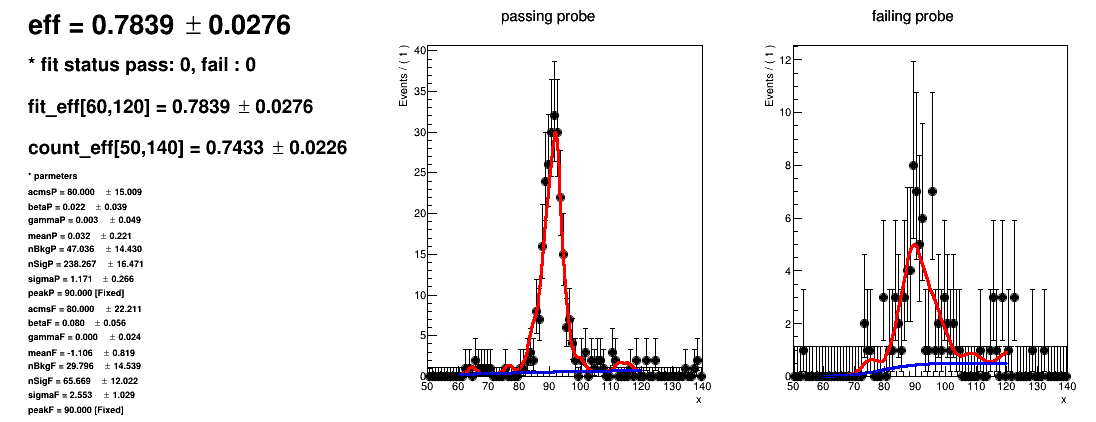 eff = 0.7839 ± 0.0276
* fit status pass: 0, fail : 0
fit_eff[60,120] = 0.7839 ± 0.0276
count_eff[50,140] = 0.7433 ± 0.0226
* parmeters
acmsP = 80.000 ± 15.009
betaP = 0.022 ± 0.039
gammaP = 0.003 ± 0.049
meanP = 0.032 ± 0.221
nBkgP = 47.036 ± 14.430
nSigP = 238.267 ± 16.471
sigmaP = 1.171 ± 0.266
peakP = 90.000 [Fixed]
acmsF = 80.000 ± 22.211
betaF = 0.080 ± 0.056
gammaF = 0.000 ± 0.024
meanF = -1.106 ± 0.819
nBkgF = 29.796 ± 14.539
nSigF = 65.669 ± 12.022
sigmaF = 2.553 ± 1.029
peakF = 90.000 [Fixed]
passing probe
Events / ( 1 )
40
35
30
25
20
15
10
5
0
50 60 70 80 90 100 110 120 130 140
x
failing probe
Events / ( 1 )
12
10
8
6
4
2
0
50 60 70 80 90 100 110 120 130 140
x